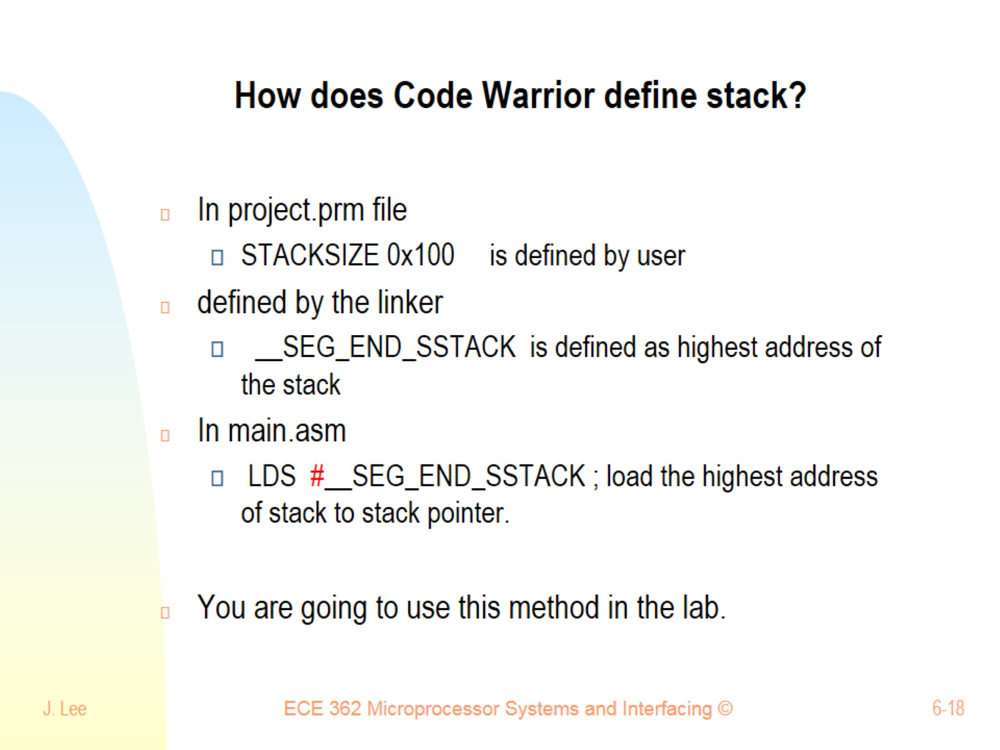 How does Code Warrior define stack?
In project.prm file
STACKSIZE 0x100 is defined by user
defined by the linker
__SEG_END_SSTACK is defined as highest address of
the stack
In main.asm
LDS #__SEG_END_SSTACK ; load the highest address
of stack to stack pointer.
You are going to use this method in the lab.
J. Lee
ECE 362 Microprocessor Systems and Interfacing ©
6-18